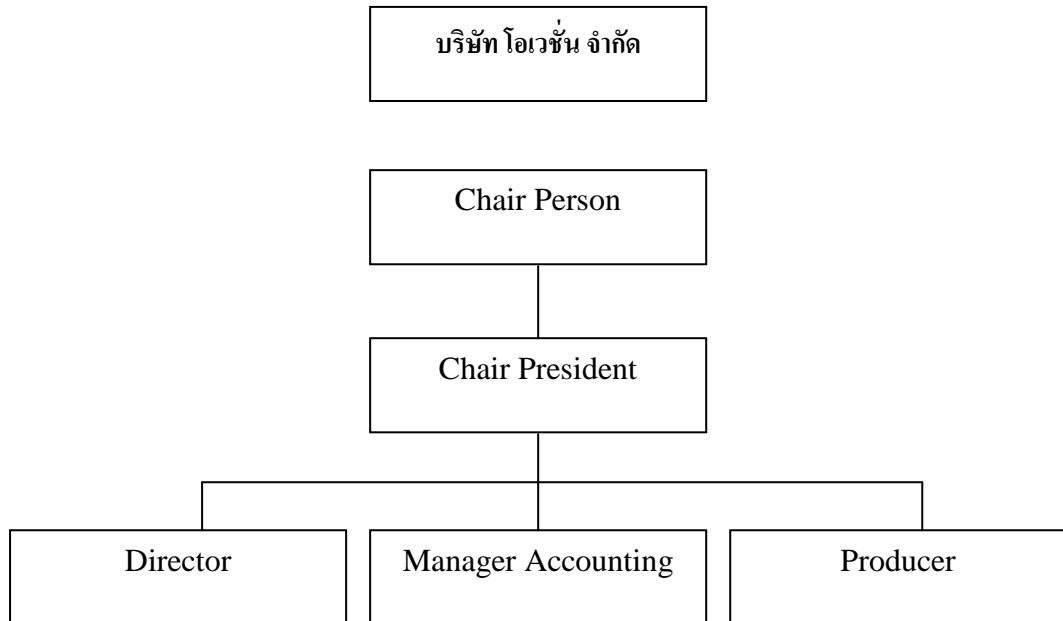 บริษัท โอเวชั่น จำกัด
Chair Person
Chair President
Director
Manager Accounting
Producer